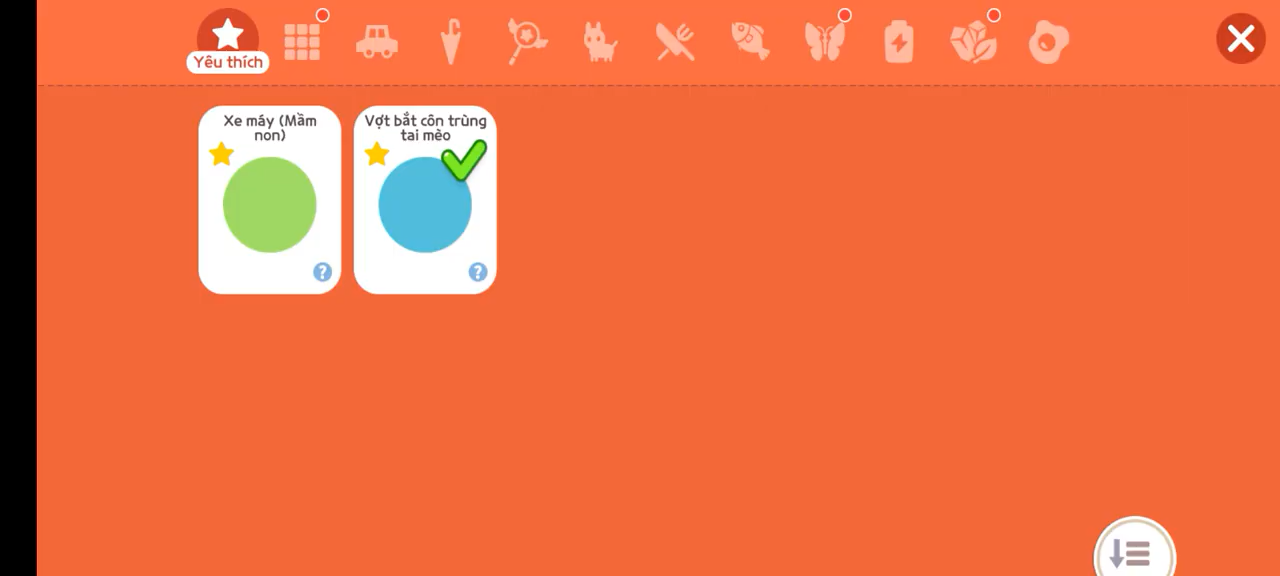 Yêu thích
Xe máy (Mầm
non)
Vợt bắt côn trùng
tai mèo
?
?